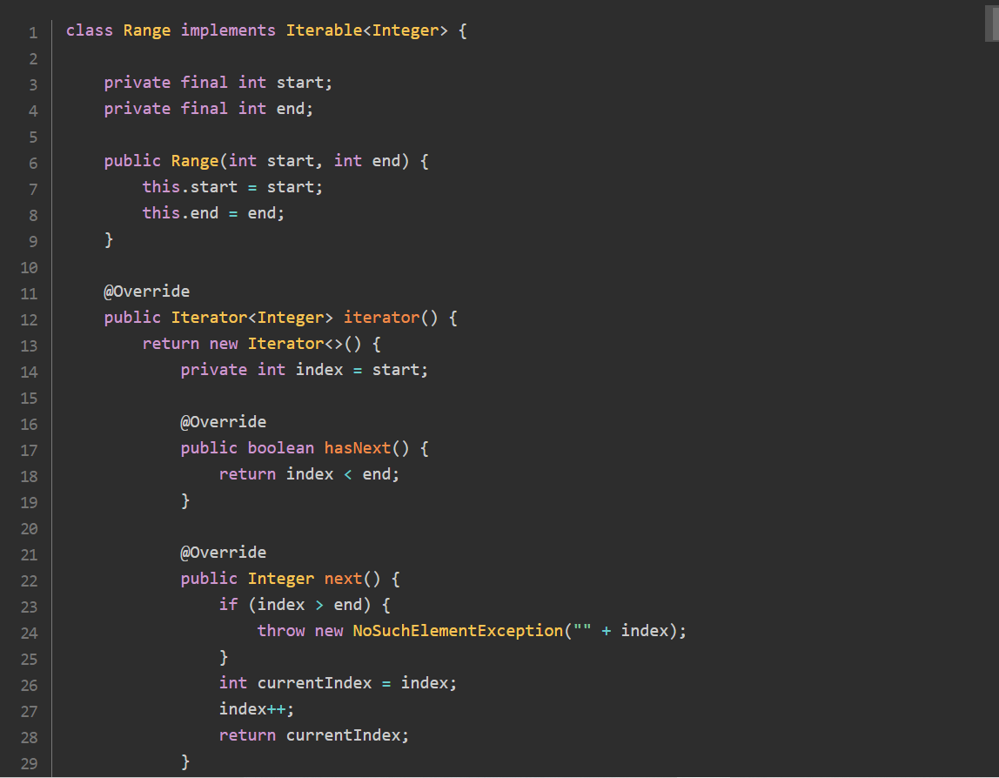 1 class Range implements Iterable<Integer> {
2
3     private final int start;
4     private final int end;
5
6     public Range(int start, int end) {
7         this.start = start;
8         this.end = end;
9     }
10
11     @Override
12     public Iterator<Integer> iterator() {
13         return new Iterator<>() {
14             private int index = start;
15
16             @Override
17             public boolean hasNext() {
18                 return index < end;
19             }
20
21             @Override
22             public Integer next() {
23                 if (index > end) {
24                     throw new NoSuchElementException("" + index);
25                 }
26                 int currentIndex = index;
27                 index++;
28                 return currentIndex;
29             }